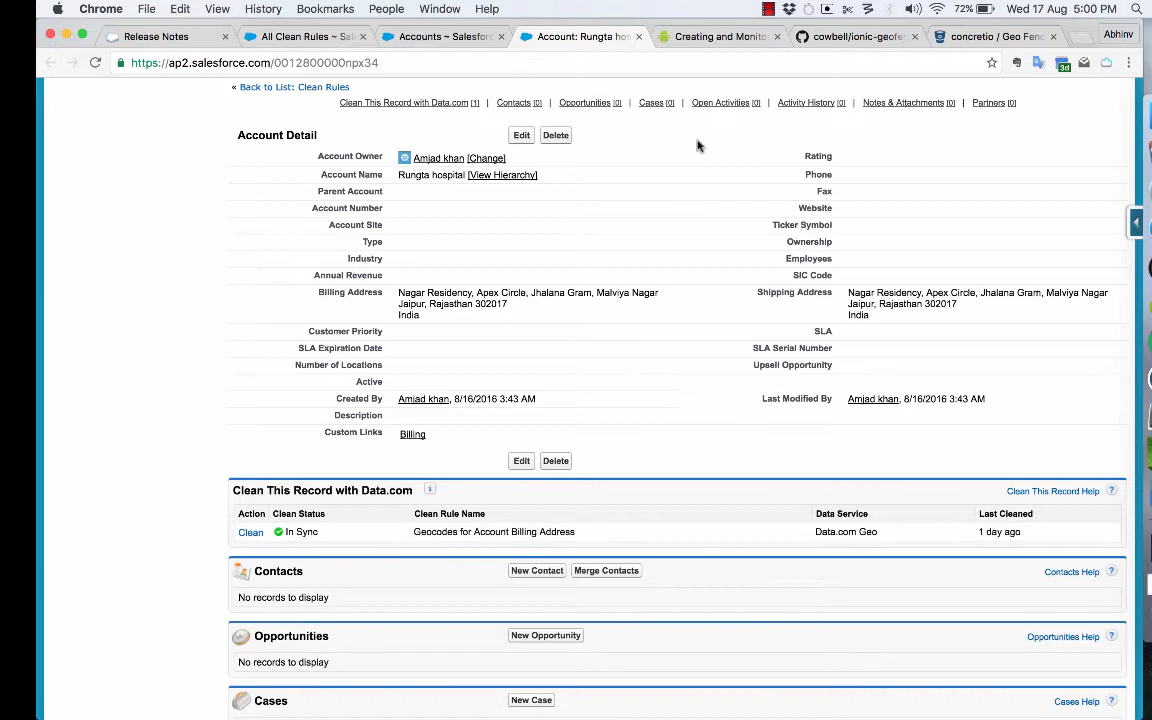 Chrome File Edit View History Bookmarks People Window Help 72% Wed 17 Aug 5:00 PM
Release Notes All Clean Rules ~ Sal Accounts ~ Salesforc Account: Rungta hos Creating and Monito cowbell/ionic-geofen concretio / Geo Fenc Abhinv
https://ap2.salesforce.com/0012800000npx34 3d
« Back to List: Clean Rules
Clean This Record with Data.com [1] | Contacts [0] | Opportunities [0] | Cases [0] | Open Activities [0] | Activity History [0] | Notes & Attachments [0] | Partners [0]
Account Detail Edit Delete
Account Owner Amjad khan [Change] Rating
Account Name Rungta hospital [View Hierarchy] Phone
Parent Account Fax
Account Number Website
Account Site Ticker Symbol
Type Ownership
Industry Employees
Annual Revenue SIC Code
Billing Address Nagar Residency, Apex Circle, Jhalana Gram, Malviya Nagar Shipping Address Nagar Residency, Apex Circle, Jhalana Gram, Malviya Nagar
Jaipur, Rajasthan 302017 Jaipur, Rajasthan 302017
India India
Customer Priority SLA
SLA Expiration Date SLA Serial Number
Number of Locations Upsell Opportunity
Active
Created By Amjad khan, 8/16/2016 3:43 AM Last Modified By Amjad khan, 8/16/2016 3:43 AM
Description
Custom Links Billing
Edit Delete
Clean This Record with Data.com i Clean This Record Help ?
Action Clean Status Clean Rule Name Data Service Last Cleaned
Clean In Sync Geocodes for Account Billing Address Data.com Geo 1 day ago
Contacts New Contact Merge Contacts Contacts Help ?
No records to display
Opportunities New Opportunity Opportunities Help ?
No records to display
Cases New Case Cases Help ?